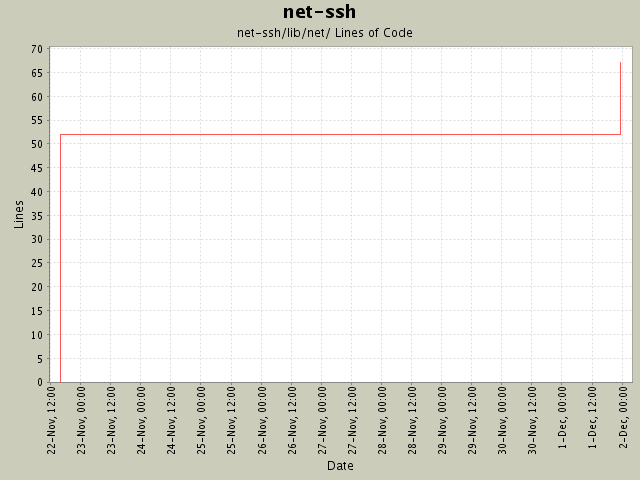 net-ssh
net-ssh/lib/net/ Lines of Code
70
65
60
55
50
45
40
35
30
25
20
15
10
5
0
Lines
22-Nov, 12:00
23-Nov, 00:00
23-Nov, 12:00
24-Nov, 00:00
24-Nov, 12:00
25-Nov, 00:00
25-Nov, 12:00
26-Nov, 00:00
26-Nov, 12:00
27-Nov, 00:00
27-Nov, 12:00
28-Nov, 00:00
28-Nov, 12:00
29-Nov, 00:00
29-Nov, 12:00
30-Nov, 00:00
30-Nov, 12:00
1-Dec, 00:00
1-Dec, 12:00
2-Dec, 00:00
Date